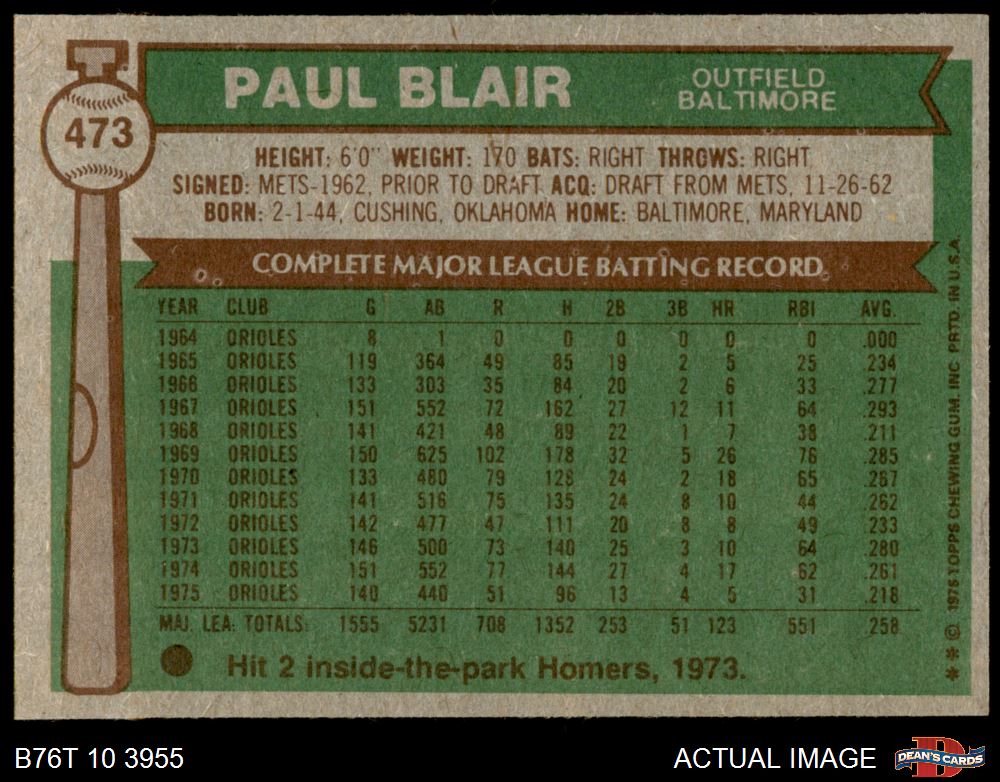 473
PAUL BLAIR
OUTFIELD
BALTIMORE
HEIGHT: 6'0" WEIGHT: 170 BATS: RIGHT THROWS: RIGHT
SIGNED: METS-1962, PRIOR TO DRAFT ACQ: DRAFT FROM METS, 11-26-62
BORN: 2-1-44, CUSHING, OKLAHOMA HOME: BALTIMORE, MARYLAND
COMPLETE MAJOR LEAGUE BATTING RECORD
YEAR CLUB G AB R H 2B 3B HR RBI AVG.
1964 ORIOLES 8 1 0 0 0 0 0 0 .000
1965 ORIOLES 119 364 49 85 19 2 5 25 .234
1966 ORIOLES 133 303 35 84 20 2 6 33 .277
1967 ORIOLES 151 552 72 162 27 12 11 64 .293
1968 ORIOLES 141 421 48 89 22 1 7 38 .211
1969 ORIOLES 150 625 102 178 32 5 26 76 .285
1970 ORIOLES 133 480 79 128 24 2 18 65 .267
1971 ORIOLES 141 516 75 135 24 8 10 44 .262
1972 ORIOLES 142 477 47 111 20 8 8 49 .233
1973 ORIOLES 146 500 73 140 25 3 10 64 .280
1974 ORIOLES 151 552 77 144 27 4 17 62 .261
1975 ORIOLES 140 440 51 96 13 4 5 31 .218
MAJ. LEA. TOTALS: 1555 5231 708 1352 253 51 123 551 .258
Hit 2 inside-the-park Homers, 1973.
** © 1976 TOPPS CHEWING GUM, INC. PRTD. IN U.S.A.
B76T 10 3955
ACTUAL IMAGE
D
DEAN'S CARDS